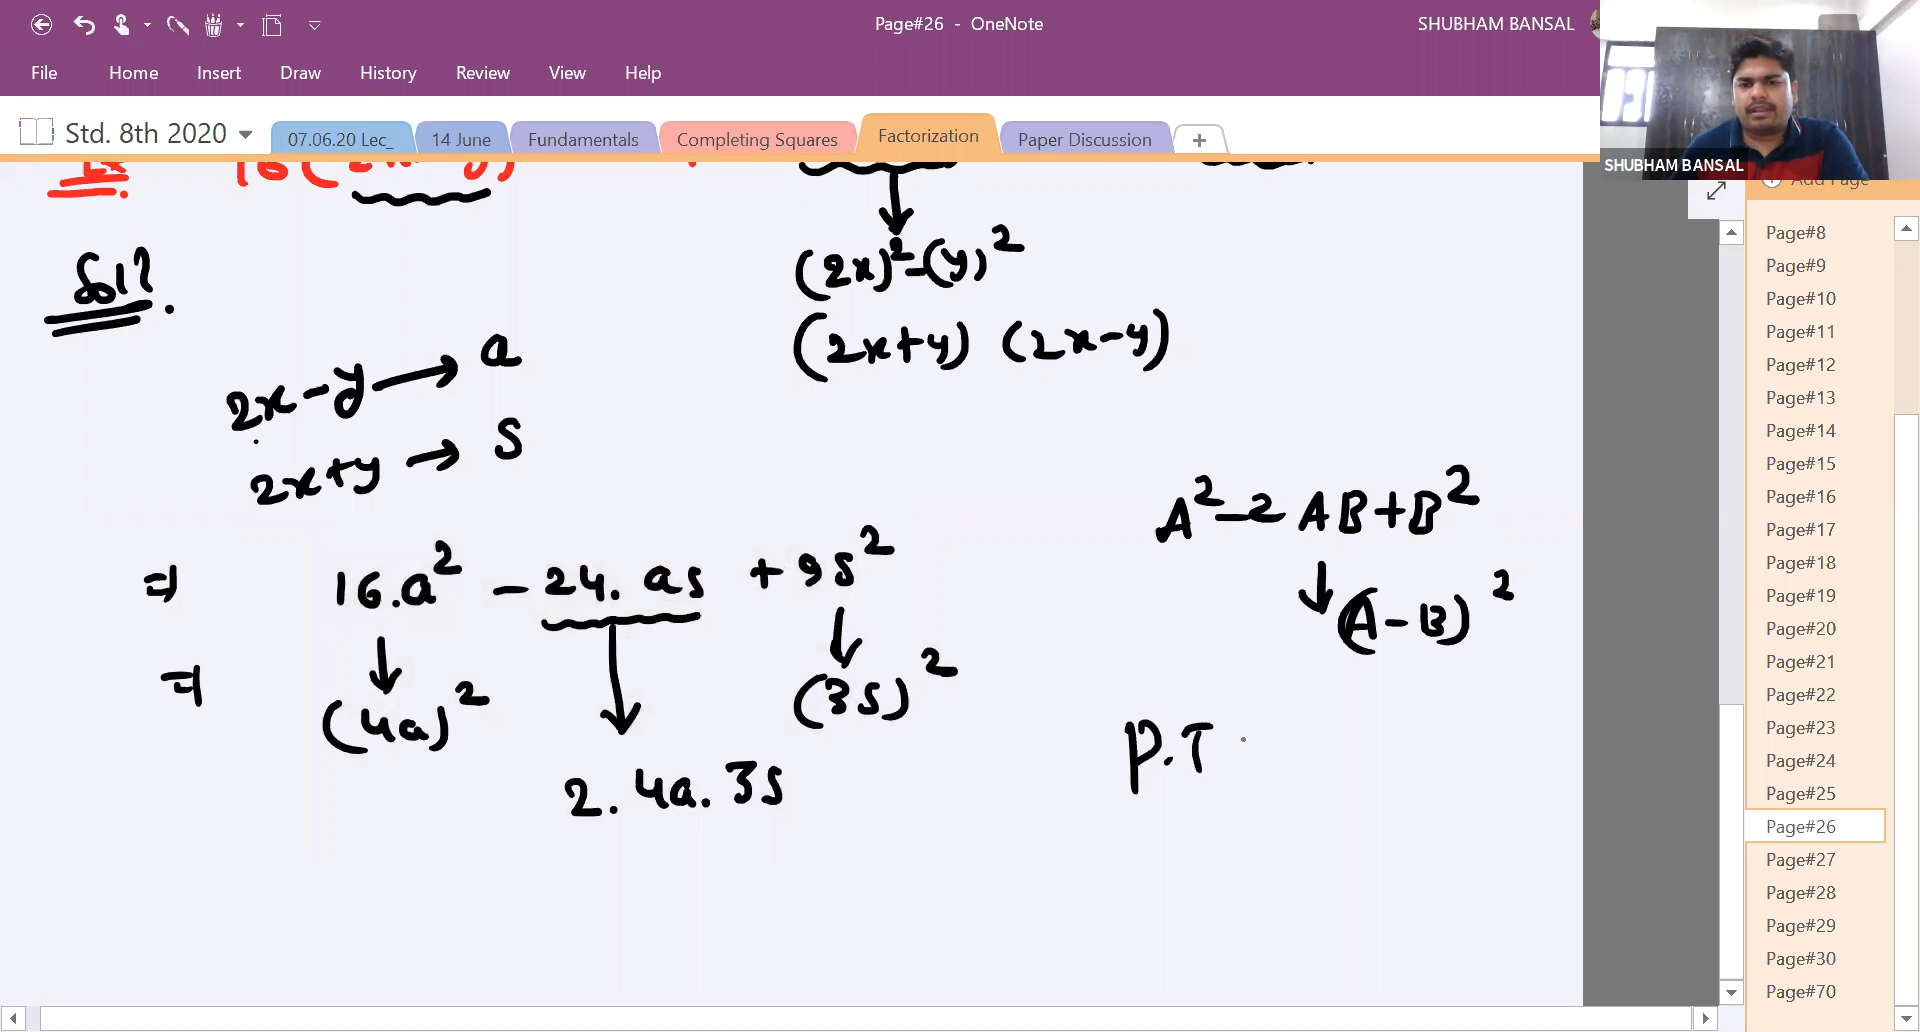 Page#26 - OneNote
SHUBHAM BANSAL
File Home Insert Draw History Review View Help
Std. 8th 2020
07.06.20 Lec_
14 June
Fundamentals
Completing Squares
Factorization
Paper Discussion
+
SHUBHAM BANSAL
Add Page
Ex
16(2x-y)
(2x)²-(y)²
(2x+y) (2x-y)
Sol?
2x-y → a
2x+y → s
⇒ 16.a² - 24.as + 9s²
⇒ (4a)² (3s)²
2.4a.3s
A²-2AB+B²
(A-B)²
P.T
Page#8
Page#9
Page#10
Page#11
Page#12
Page#13
Page#14
Page#15
Page#16
Page#17
Page#18
Page#19
Page#20
Page#21
Page#22
Page#23
Page#24
Page#25
Page#26
Page#27
Page#28
Page#29
Page#30
Page#70